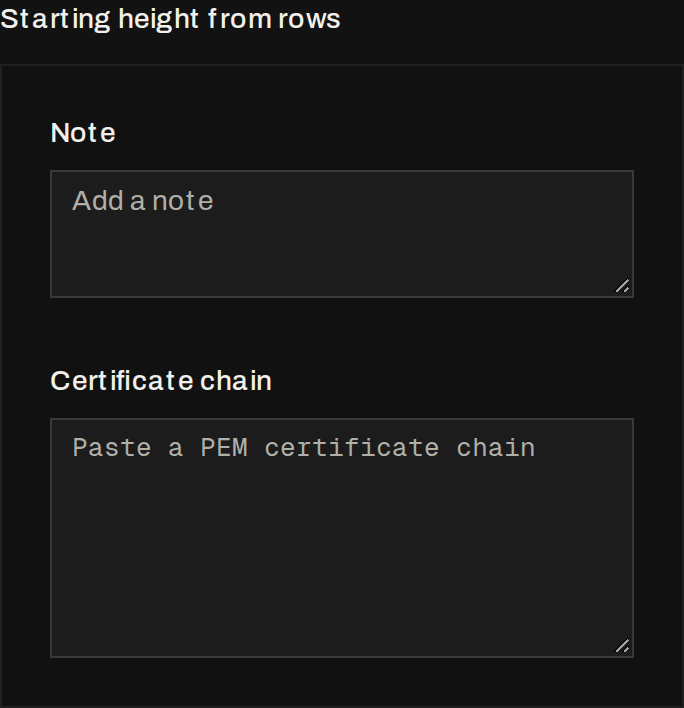 Starting height from rows
Note
Add a note
Certificate chain
Paste a PEM certificate chain